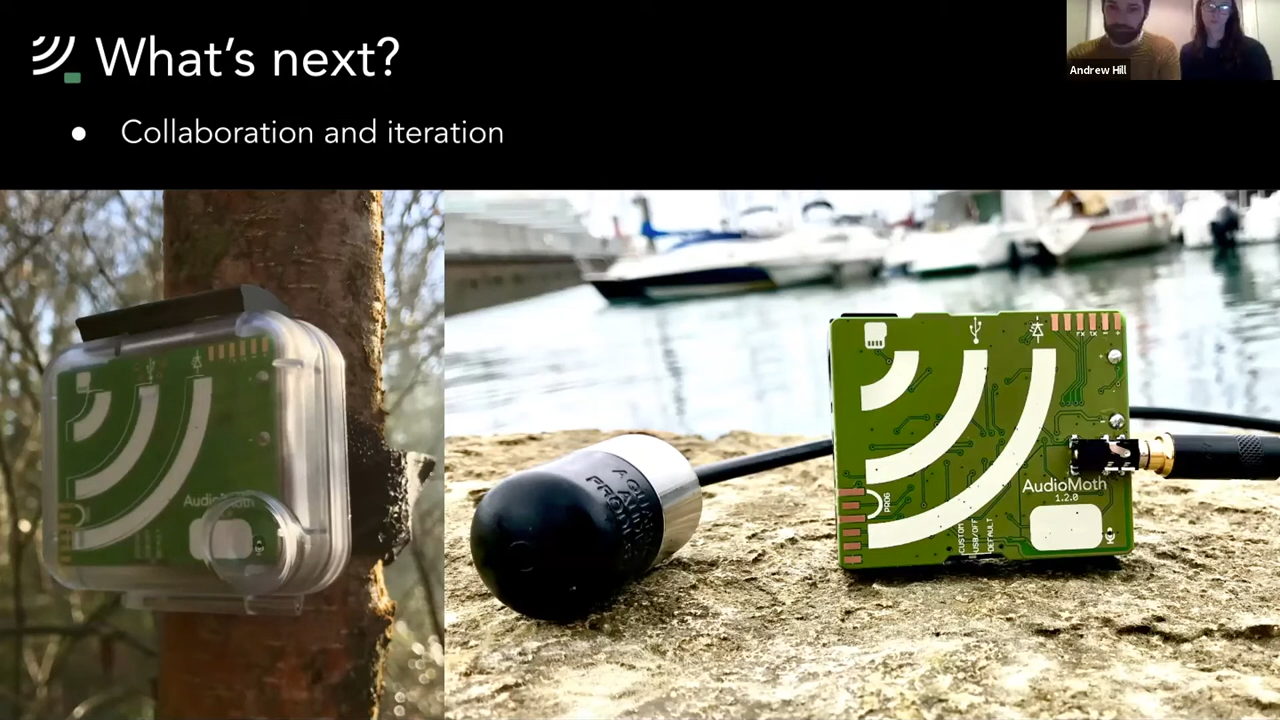 What's next?
• Collaboration and iteration
Andrew Hill
AudioMoth
AudioMoth
1.2.0
PROG
CUSTOM
USB/OFF
DEFAULT